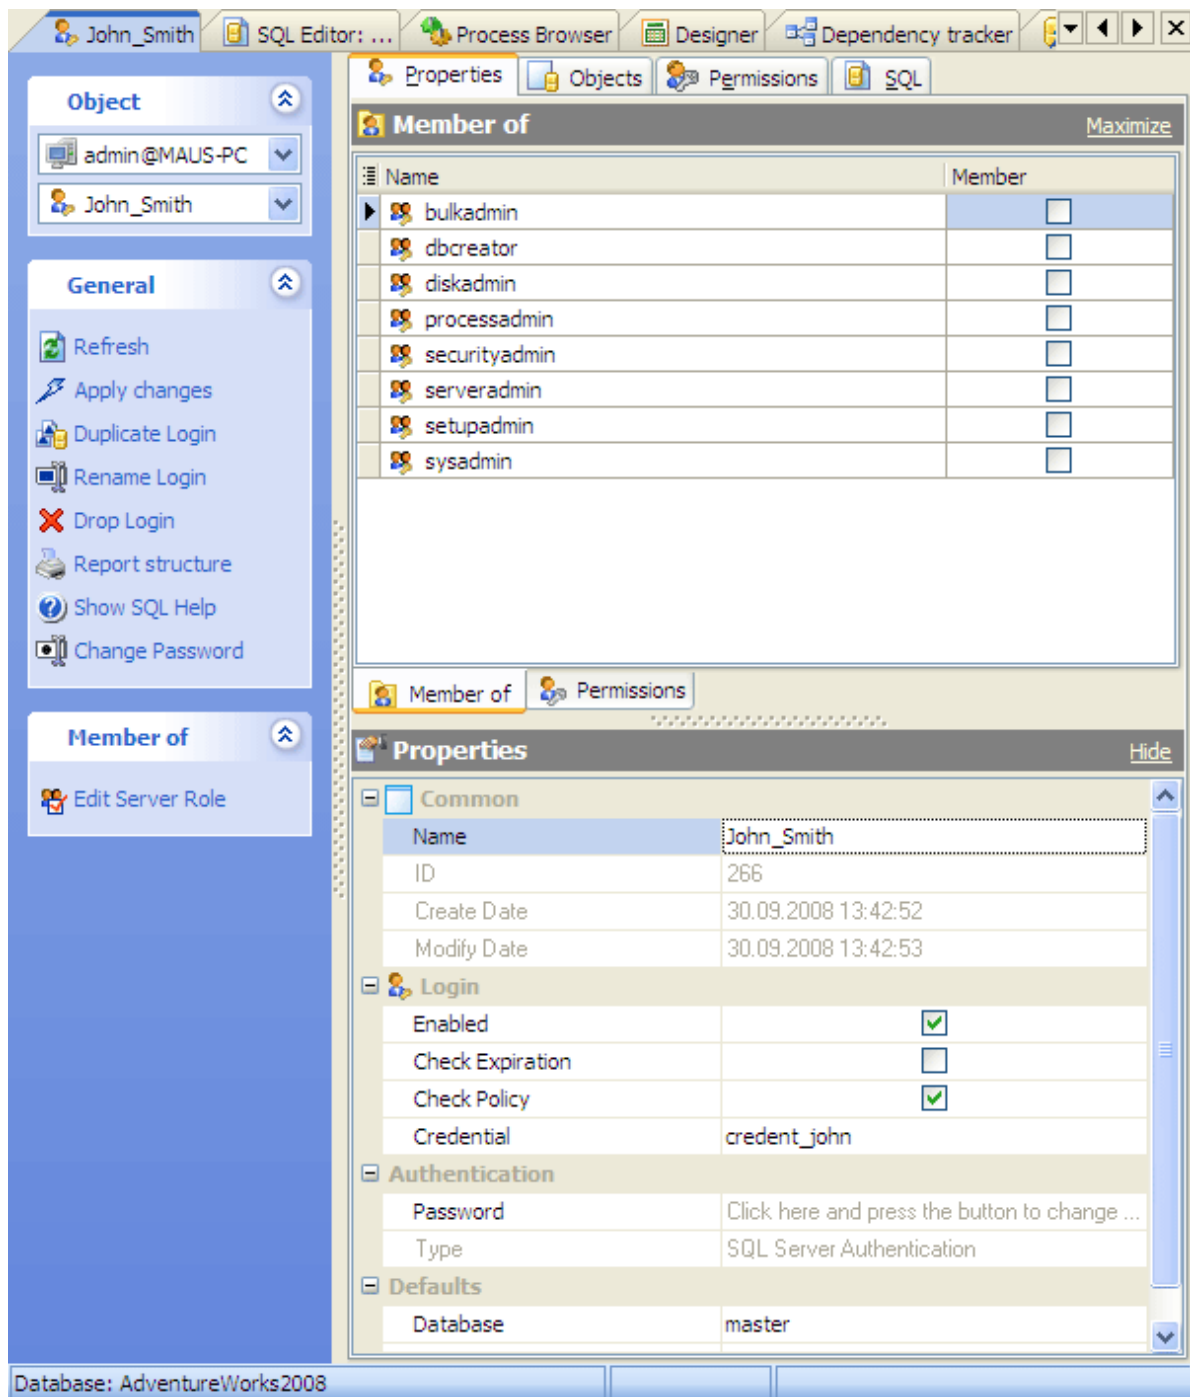 John_Smith SQL Editor: ... Process Browser Designer Dependency tracker
Object
admin@MAUS-PC
John_Smith
General
Refresh
Apply changes
Duplicate Login
Rename Login
Drop Login
Report structure
Show SQL Help
Change Password
Member of
Edit Server Role
Properties Objects Permissions SQL
Member of Maximize
Name Member
bulkadmin
dbcreator
diskadmin
processadmin
securityadmin
serveradmin
setupadmin
sysadmin
Member of Permissions
Properties Hide
Common
Name John_Smith
ID 266
Create Date 30.09.2008 13:42:52
Modify Date 30.09.2008 13:42:53
Login
Enabled
Check Expiration
Check Policy
Credential credent_john
Authentication
Password Click here and press the button to change ...
Type SQL Server Authentication
Defaults
Database master
Database: AdventureWorks2008